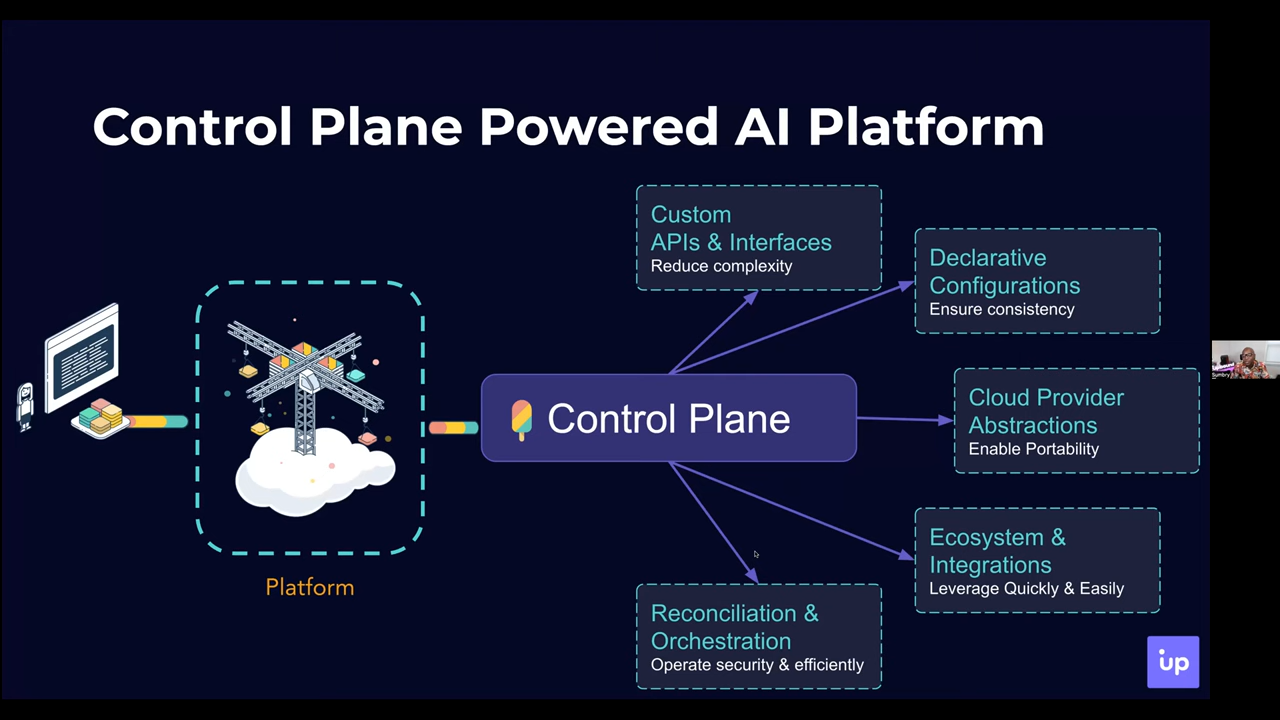 Control Plane Powered AI Platform
Custom
APIs & Interfaces
Reduce complexity
Declarative
Configurations
Ensure consistency
Cloud Provider
Abstractions
Enable Portability
Control Plane
Ecosystem &
Integrations
Leverage Quickly & Easily
Platform
Reconciliation &
Orchestration
Operate security & efficiently
up
Sumbry